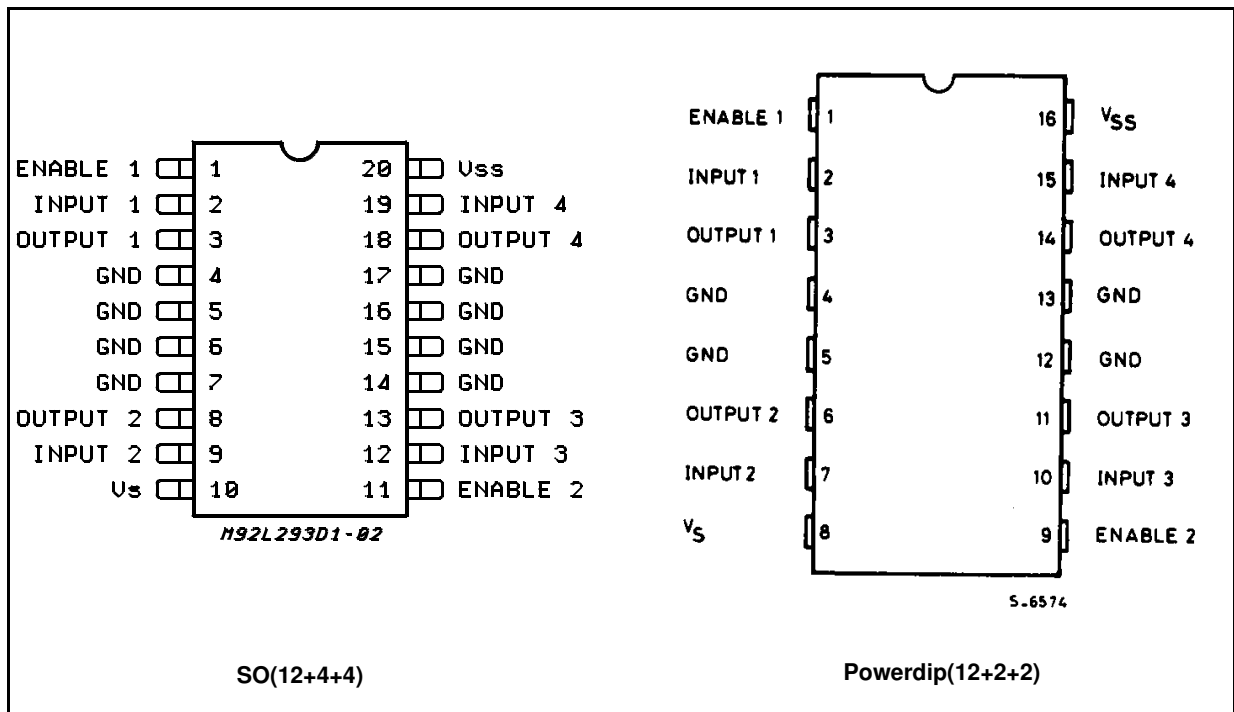 ENABLE 1 1 20 Vss
INPUT 1 2 19 INPUT 4
OUTPUT 1 3 18 OUTPUT 4
GND 4 17 GND
GND 5 16 GND
GND 6 15 GND
GND 7 14 GND
OUTPUT 2 8 13 OUTPUT 3
INPUT 2 9 12 INPUT 3
Vs 10 11 ENABLE 2
M92L293D1-02
SO(12+4+4)
ENABLE 1 1 16 VSS
INPUT 1 2 15 INPUT 4
OUTPUT 1 3 14 OUTPUT 4
GND 4 13 GND
GND 5 12 GND
OUTPUT 2 6 11 OUTPUT 3
INPUT 2 7 10 INPUT 3
VS 8 9 ENABLE 2
S-6574
Powerdip(12+2+2)